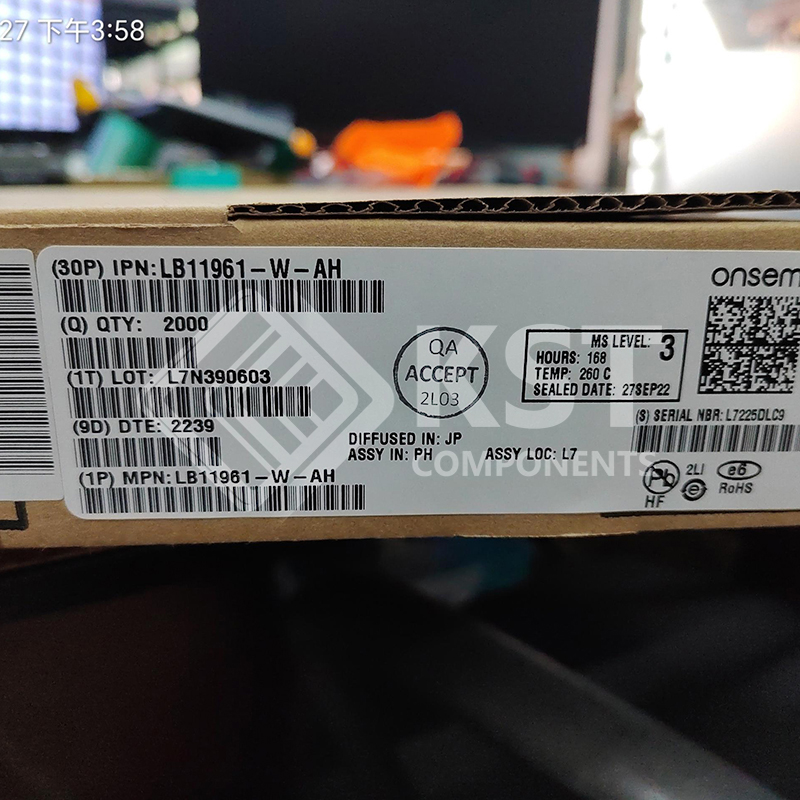 27 下午3:58
(30P) IPN:LB11961-W-AH
onsem
(Q) QTY: 2000
(1T) LOT: L7N390603
(9D) DTE: 2239
(1P) MPN:LB11961-W-AH
QA
ACCEPT
2L03
DIFFUSED IN: JP
ASSY IN: PH
ASSY LOC: L7
MS LEVEL: 3
HOURS: 168
TEMP: 260 C
SEALED DATE: 27SEP22
(S) SERIAL NBR: L7225DLC9
Pb
HF
2LI
e
e6
RoHS
KST
COMPONENTS